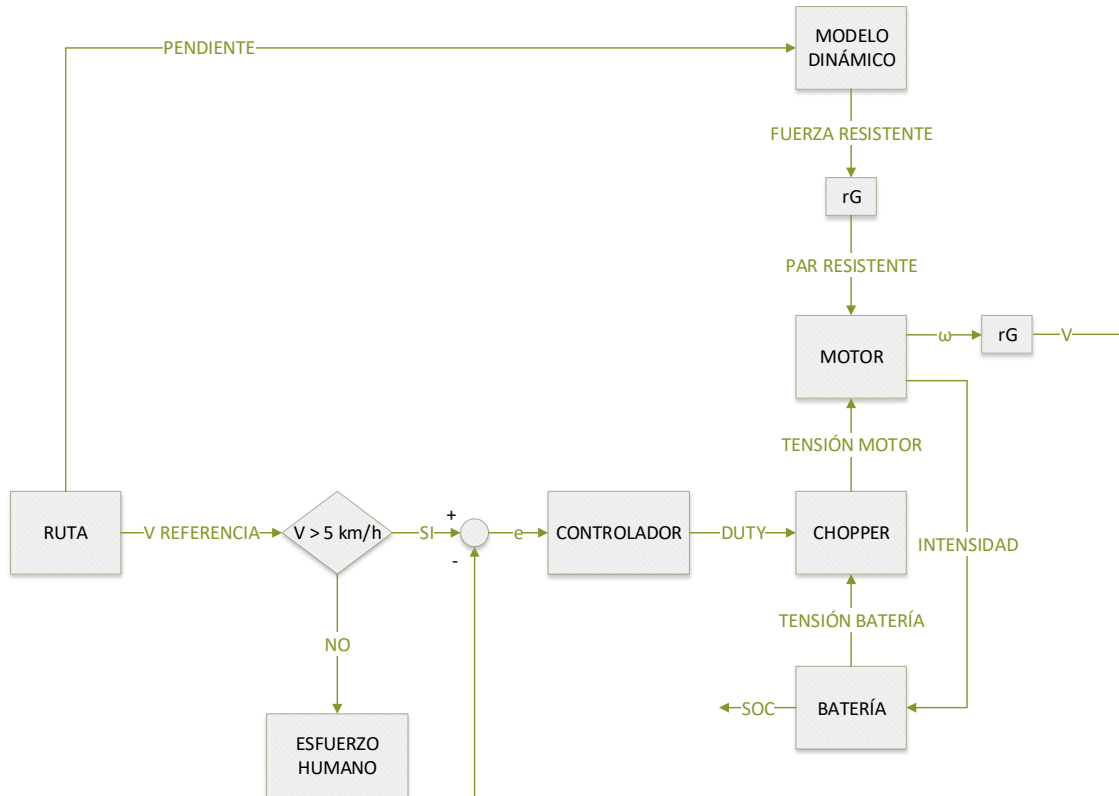 PENDIENTE
MODELO
DINÁMICO
FUERZA RESISTENTE
rG
PAR RESISTENTE
MOTOR
ω
rG
V
TENSIÓN MOTOR
RUTA
V REFERENCIA
V > 5 km/h
SI
+
-
e
CONTROLADOR
DUTY
CHOPPER
INTENSIDAD
TENSIÓN BATERÍA
NO
SOC
BATERÍA
ESFUERZO
HUMANO